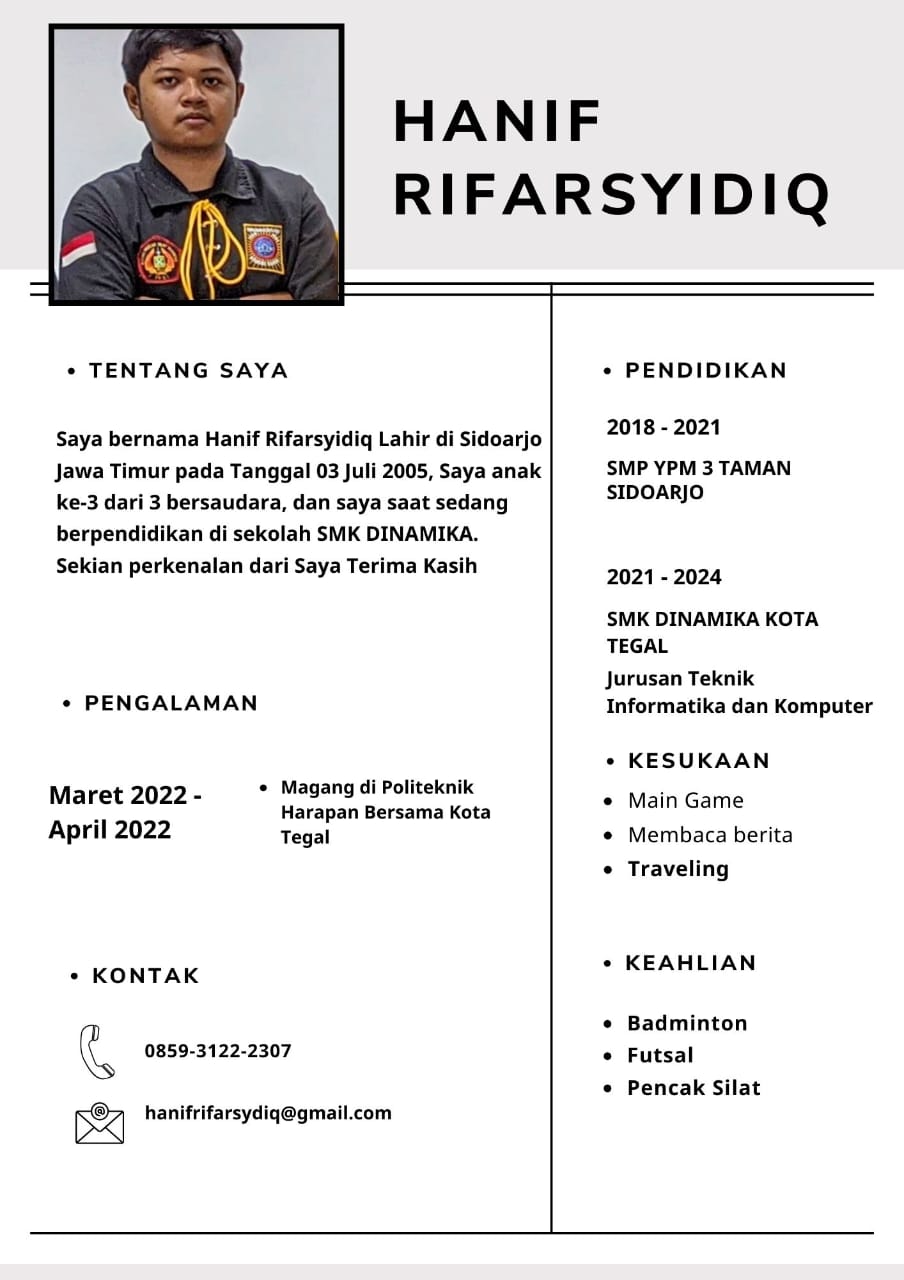 HANIF
RIFARSYIDIQ
• TENTANG SAYA
Saya bernama Hanif Rifarsyidiq Lahir di Sidoarjo
Jawa Timur pada Tanggal 03 Juli 2005, Saya anak
ke-3 dari 3 bersaudara, dan saya saat sedang
berpendidikan di sekolah SMK DINAMIKA.
Sekian perkenalan dari Saya Terima Kasih
• PENGALAMAN
Maret 2022 -
April 2022
• Magang di Politeknik
Harapan Bersama Kota
Tegal
• KONTAK
0859-3122-2307
@
hanifrifarsydiq@gmail.com
• PENDIDIKAN
2018 - 2021
SMP YPM 3 TAMAN
SIDOARJO
2021 - 2024
SMK DINAMIKA KOTA
TEGAL
Jurusan Teknik
Informatika dan Komputer
• KESUKAAN
• Main Game
• Membaca berita
• Traveling
• KEAHLIAN
• Badminton
• Futsal
• Pencak Silat